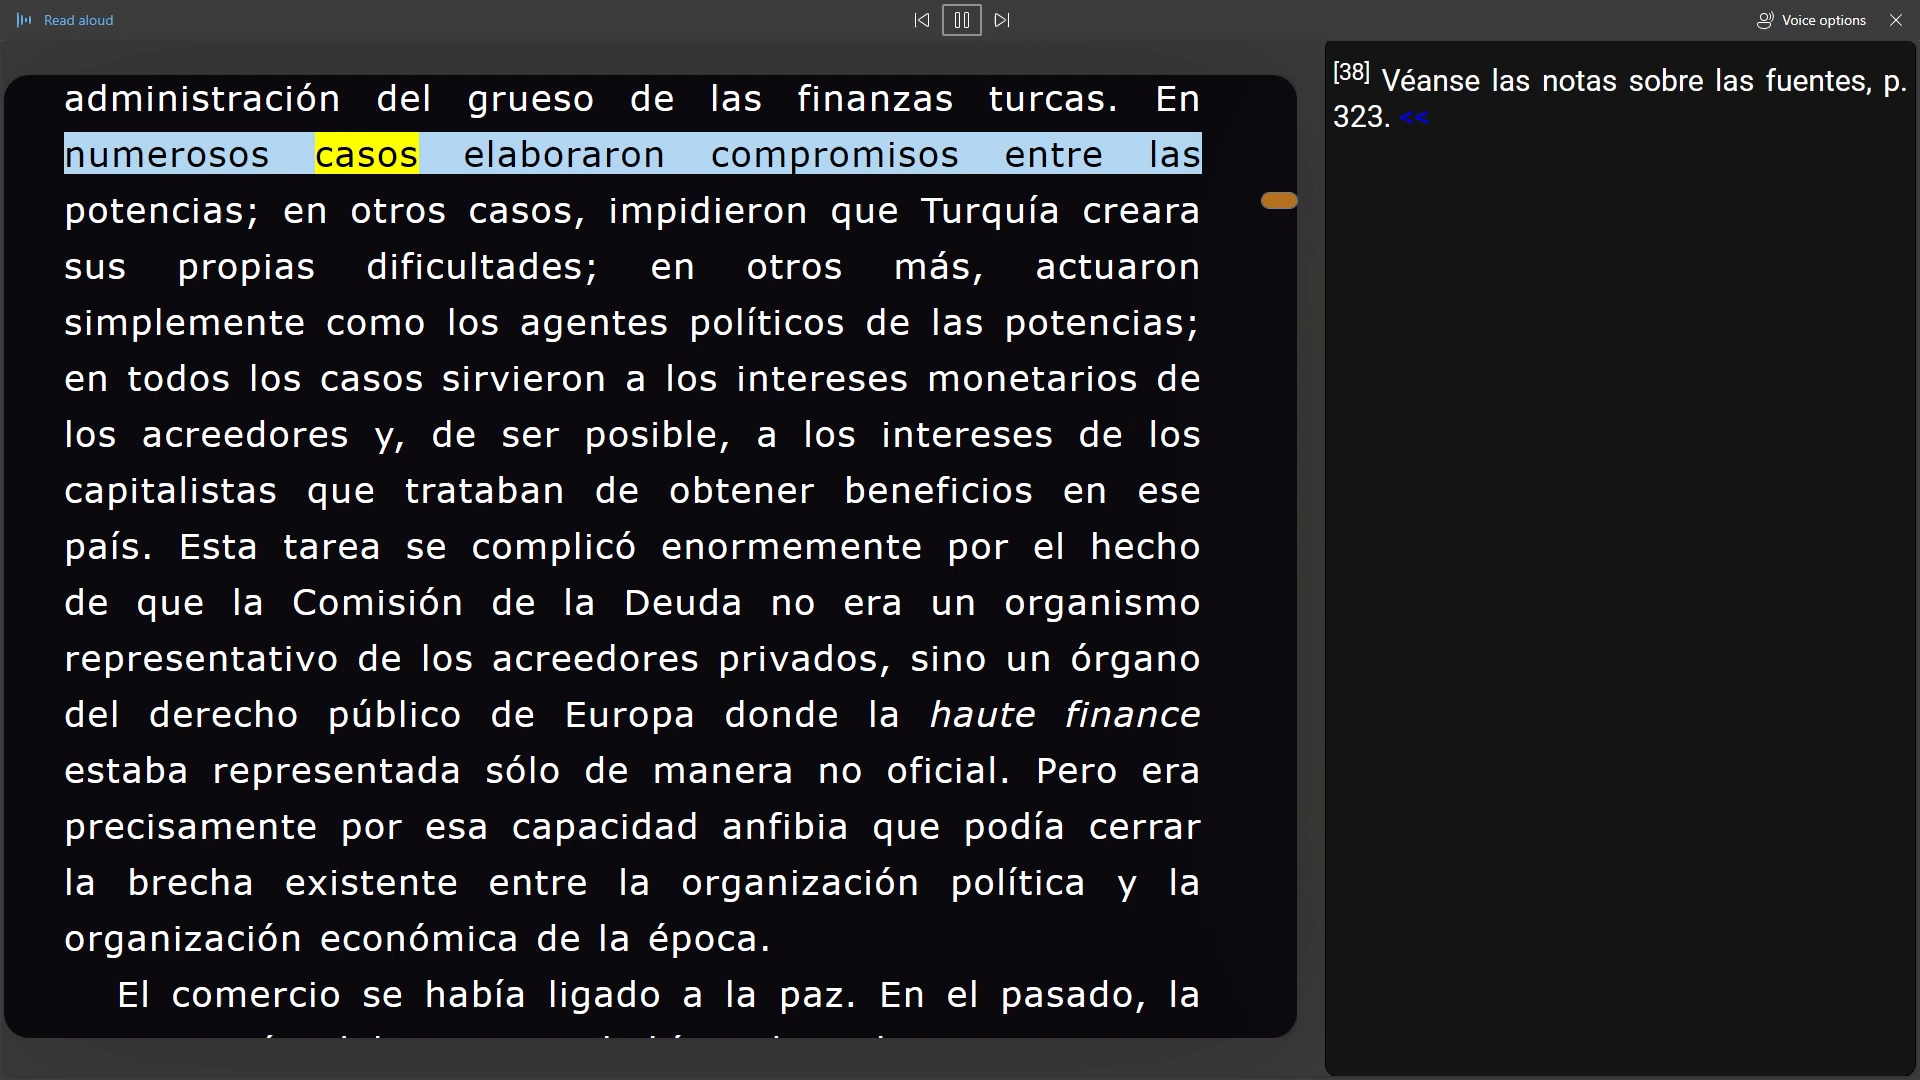 Read aloud
Voice options
administración del grueso de las finanzas turcas. En
numerosos casos elaboraron compromisos entre las
potencias; en otros casos, impidieron que Turquía creara
sus propias dificultades; en otros más, actuaron
simplemente como los agentes políticos de las potencias;
en todos los casos sirvieron a los intereses monetarios de
los acreedores y, de ser posible, a los intereses de los
capitalistas que trataban de obtener beneficios en ese
país. Esta tarea se complicó enormemente por el hecho
de que la Comisión de la Deuda no era un organismo
representativo de los acreedores privados, sino un órgano
del derecho público de Europa donde la haute finance
estaba representada sólo de manera no oficial. Pero era
precisamente por esa capacidad anfibia que podía cerrar
la brecha existente entre la organización política y la
organización económica de la época.
El comercio se había ligado a la paz. En el pasado, la
[38] Véanse las notas sobre las fuentes, p.
323. <<